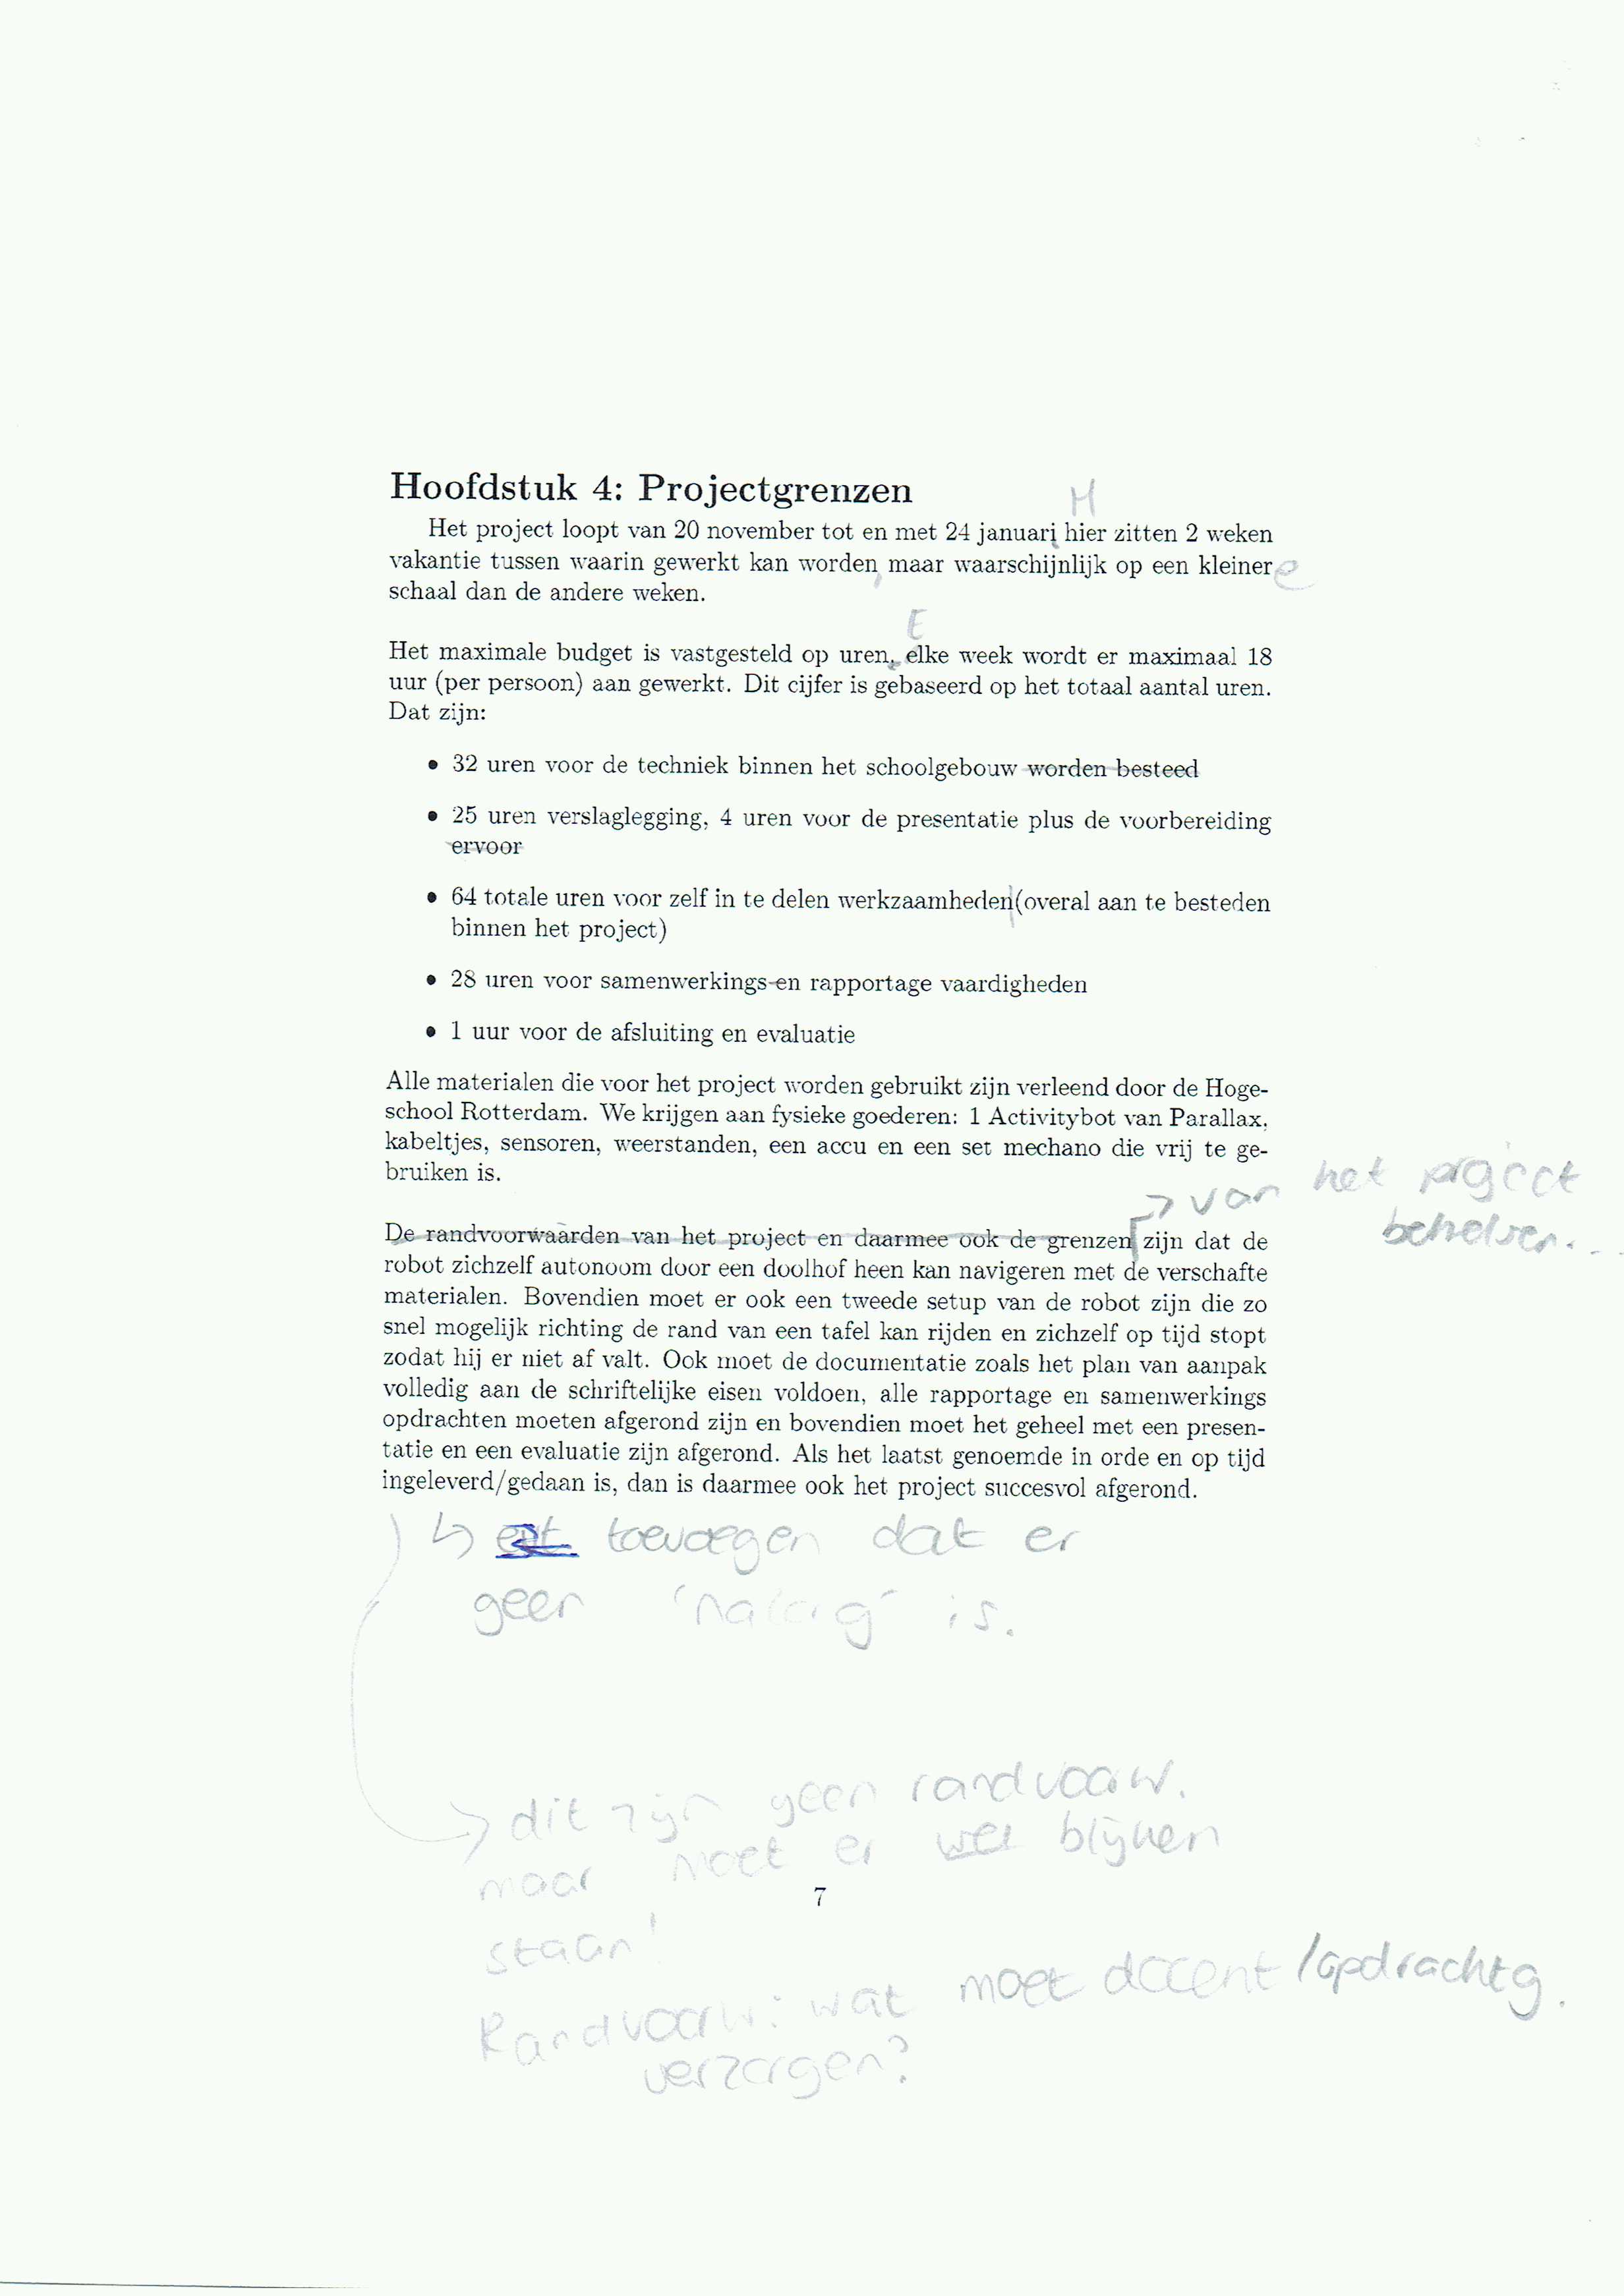 Hoofdstuk 4: Projectgrenzen
H
Het project loopt van 20 november tot en met 24 januari hier zitten 2 weken
vakantie tussen waarin gewerkt kan worden, maar waarschijnlijk op een kleiner e
schaal dan de andere weken.
E
Het maximale budget is vastgesteld op uren, elke week wordt er maximaal 18
uur (per persoon) aan gewerkt. Dit cijfer is gebaseerd op het totaal aantal uren.
Dat zijn:
• 32 uren voor de techniek binnen het schoolgebouw worden besteed
• 25 uren verslaglegging, 4 uren voor de presentatie plus de voorbereiding
ervoor
• 64 totale uren voor zelf in te delen werkzaamheden(overal aan te besteden
binnen het project)
• 28 uren voor samenwerkings-en rapportage vaardigheden
• 1 uur voor de afsluiting en evaluatie
Alle materialen die voor het project worden gebruikt zijn verleend door de Hoge-
school Rotterdam. We krijgen aan fysieke goederen: 1 Activitybot van Parallax,
kabeltjes, sensoren, weerstanden, een accu en een set mechano die vrij te ge-
bruiken is.
→ van het project
behelsen...
De randvoorwaarden van het project en daarmee ook de grenzen zijn dat de
robot zichzelf autonoom door een doolhof heen kan navigeren met de verschafte
materialen. Bovendien moet er ook een tweede setup van de robot zijn die zo
snel mogelijk richting de rand van een tafel kan rijden en zichzelf op tijd stopt
zodat hij er niet af valt. Ook moet de documentatie zoals het plan van aanpak
volledig aan de schriftelijke eisen voldoen, alle rapportage en samenwerkings
opdrachten moeten afgerond zijn en bovendien moet het geheel met een presen-
tatie en een evaluatie zijn afgerond. Als het laatst genoemde in orde en op tijd
ingeleverd/gedaan is, dan is daarmee ook het project succesvol afgerond.
↳ toevoegen dat er
geen 'nalag' is.
→ dit zijn geen randvoorw.
maar moet er wel blijven
7
staan!
Randvoorw: wat moet docent/opdrachtg.
verzorgen?